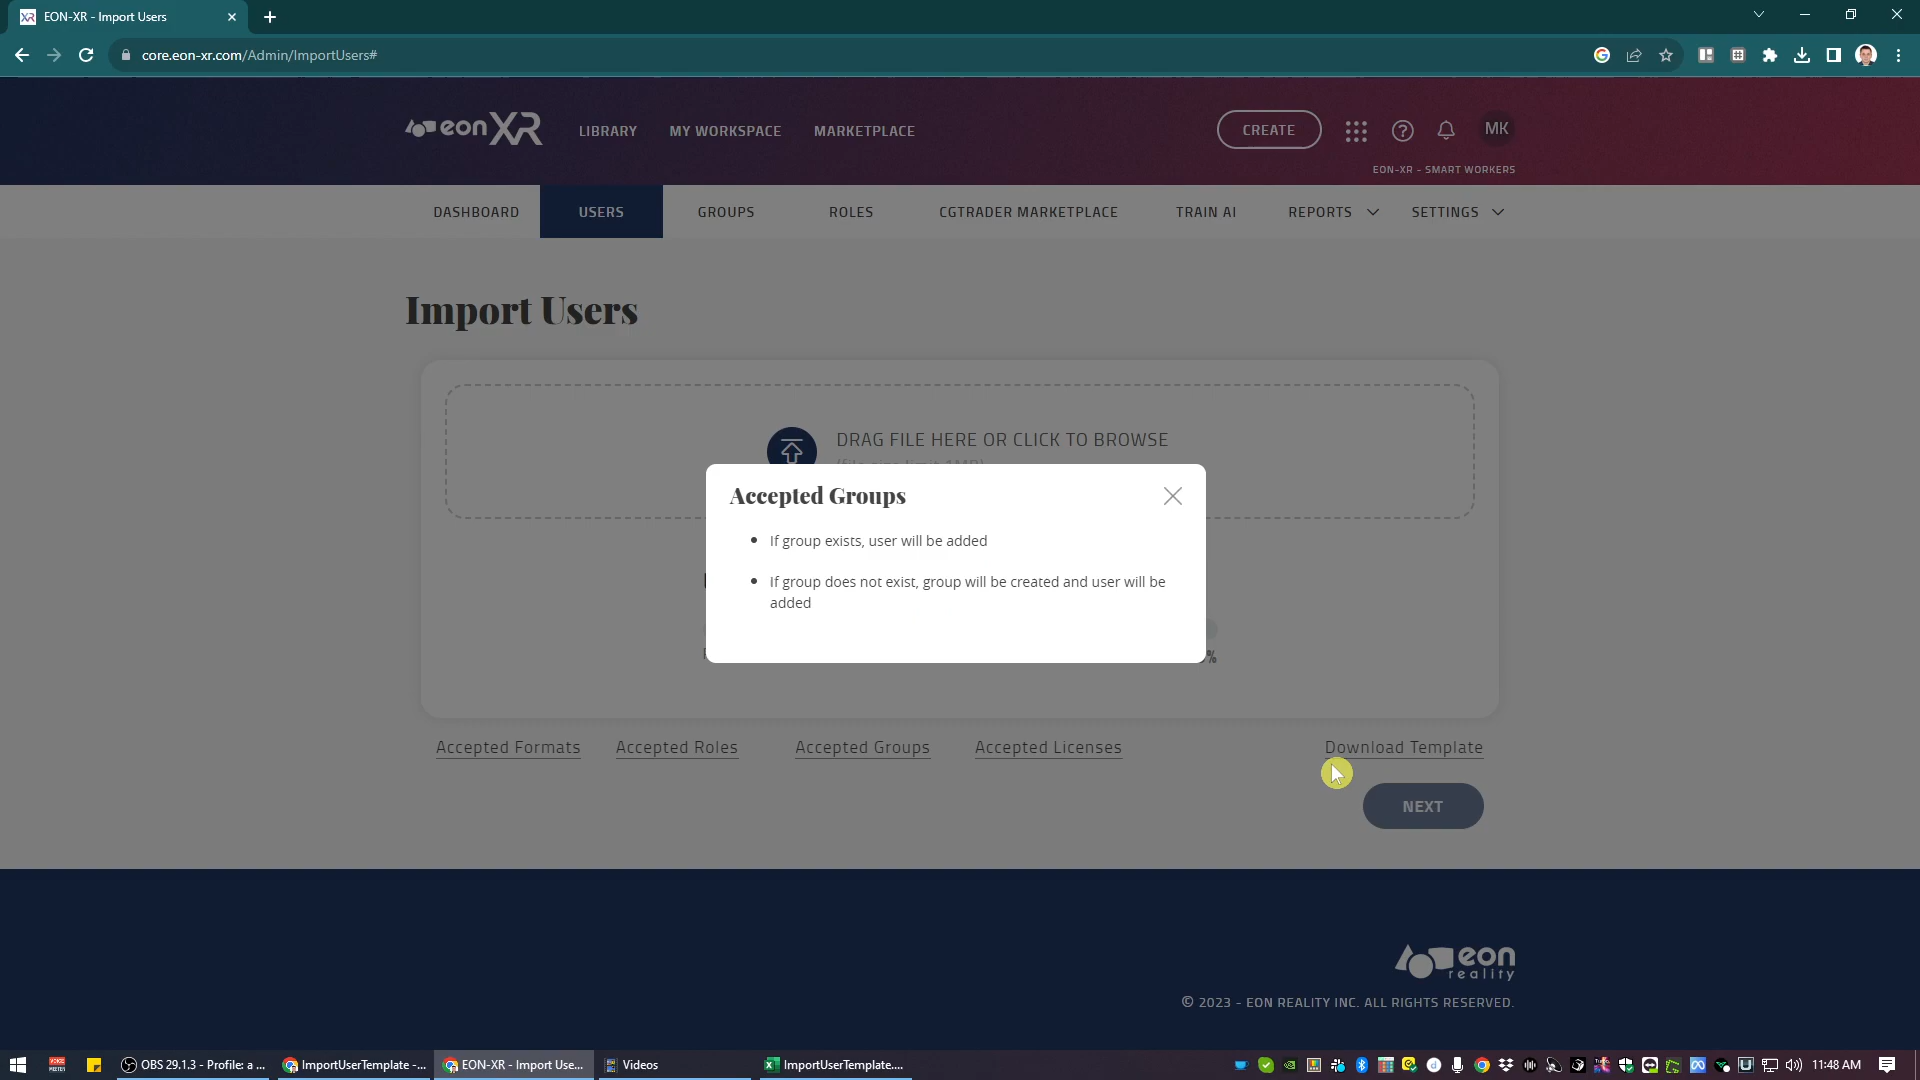 EON-XR - Import Users
core.eon-xr.com/Admin/ImportUsers#
eon XR
LIBRARY
MY WORKSPACE
MARKETPLACE
CREATE
MK
EON-XR - SMART WORKERS
DASHBOARD
USERS
GROUPS
ROLES
CGTRADER MARKETPLACE
TRAIN AI
REPORTS
SETTINGS
Import Users
DRAG FILE HERE OR CLICK TO BROWSE
Accepted Groups
• If group exists, user will be added
• If group does not exist, group will be created and user will be
added
%
Accepted Formats
Accepted Roles
Accepted Groups
Accepted Licenses
Download Template
NEXT
eon
reality
© 2023 - EON REALITY INC. ALL RIGHTS RESERVED.
OBS 29.1.3 - Profile: a ...
ImportUserTemplate -...
EON-XR - Import Use...
Videos
ImportUserTemplate....
11:48 AM